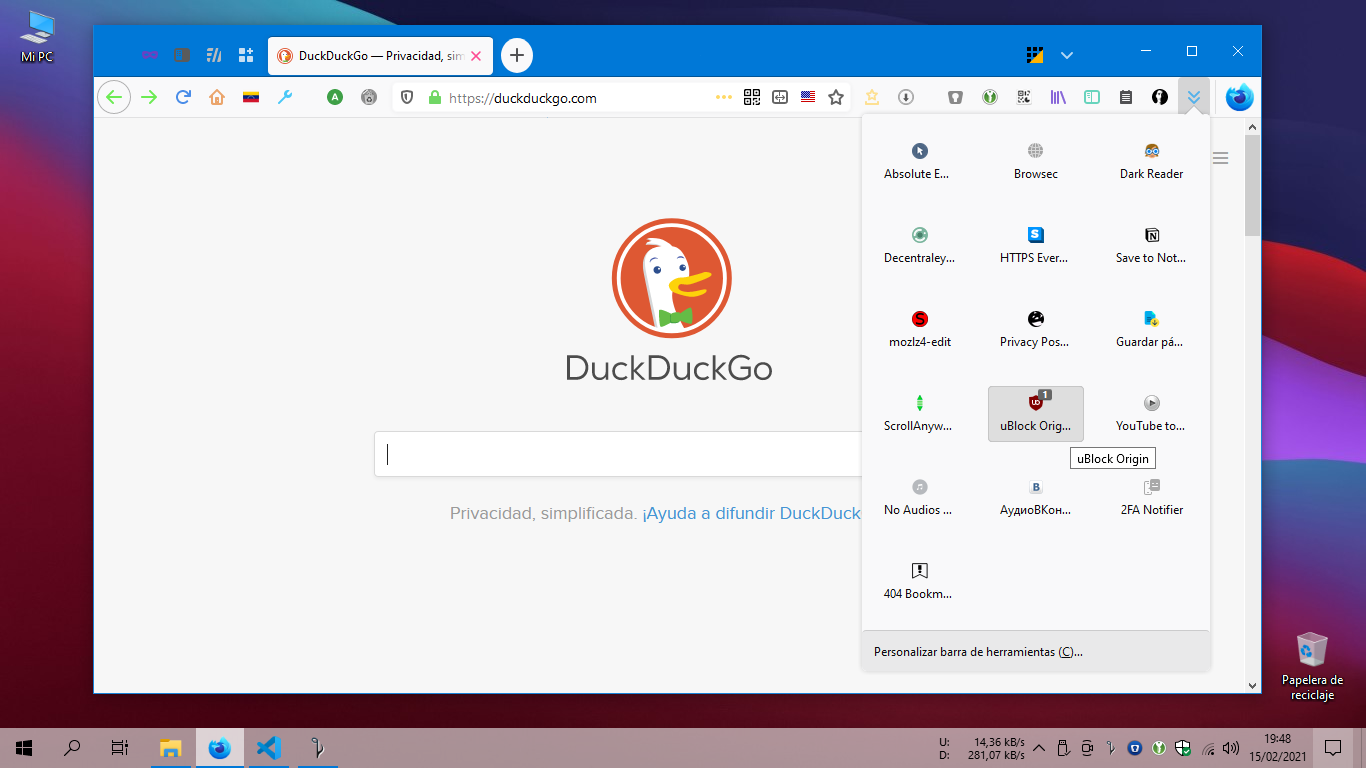 Mi PC
DuckDuckGo — Privacidad, sim
https://duckduckgo.com
Absolute E...
Browsec
Dark Reader
Decentraley...
HTTPS Ever...
Save to Not...
mozlz4-edit
Privacy Pos...
Guardar pá...
ScrollAnyw...
1
uBlock Orig...
YouTube to...
uBlock Origin
No Audios ...
АудиоВКон...
2FA Notifier
404 Bookm...
Personalizar barra de herramientas (C)...
DuckDuckGo
Privacidad, simplificada. ¡Ayuda a difundir DuckDuck
Papelera de
reciclaje
U: 14,36 kB/s
D: 281,07 kB/s
19:48
15/02/2021